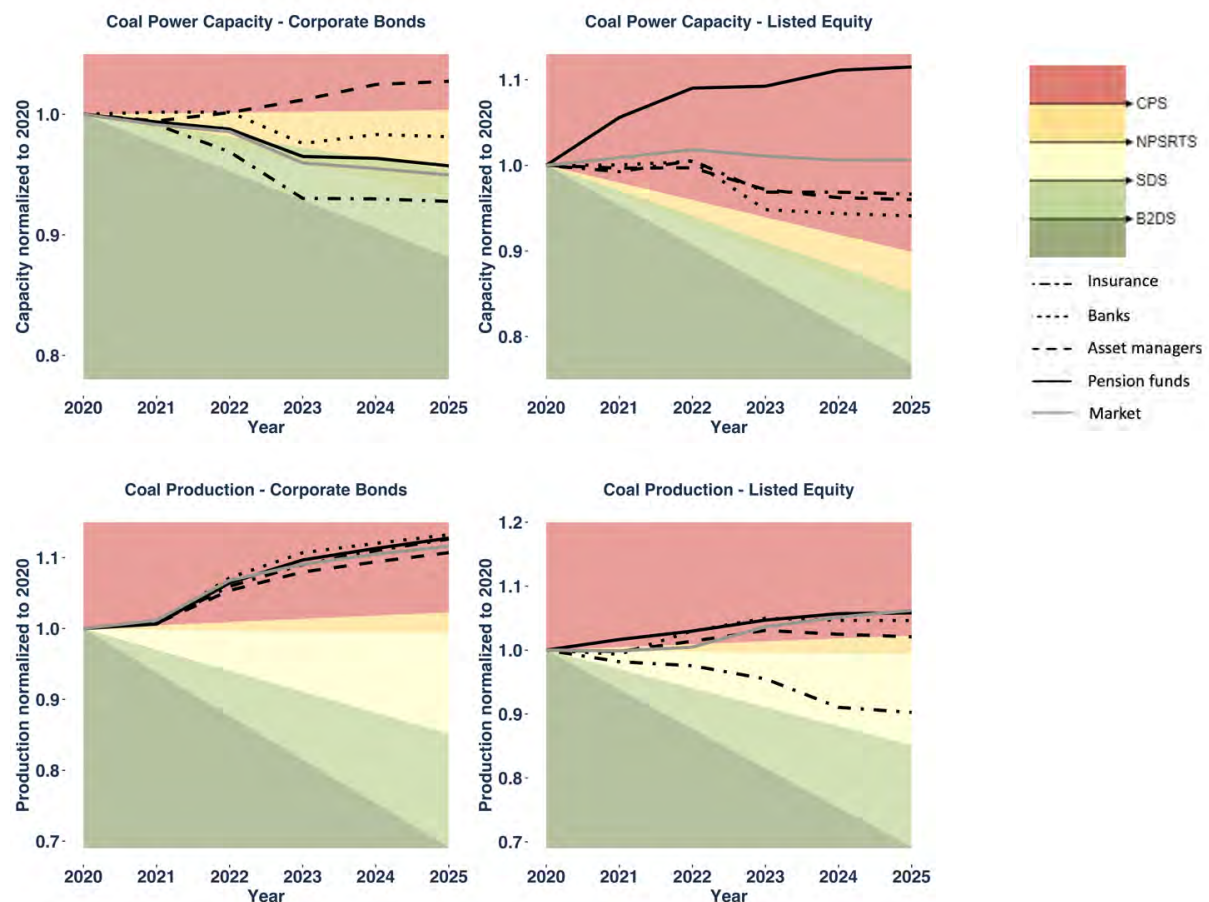 Coal Power Capacity - Corporate Bonds
Capacity normalized to 2020
1.0
0.9
0.8
2020 2021 2022 2023 2024 2025
Year
Coal Power Capacity - Listed Equity
Capacity normalized to 2020
1.1
1.0
0.9
0.8
2020 2021 2022 2023 2024 2025
Year
CPS
NPSRTS
SDS
B2DS
Insurance
Banks
Asset managers
Pension funds
Market
Coal Production - Corporate Bonds
Production normalized to 2020
1.1
1.0
0.9
0.8
0.7
2020 2021 2022 2023 2024 2025
Year
Coal Production - Listed Equity
Production normalized to 2020
1.2
1.1
1.0
0.9
0.8
0.7
2020 2021 2022 2023 2024 2025
Year